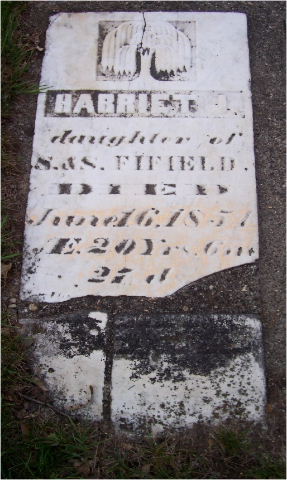 HARRIET J.
daughter of
S. & S. FIFIELD.
DIED
June 16, 1851
Æ. 20 Yrs. 6 m
27 d